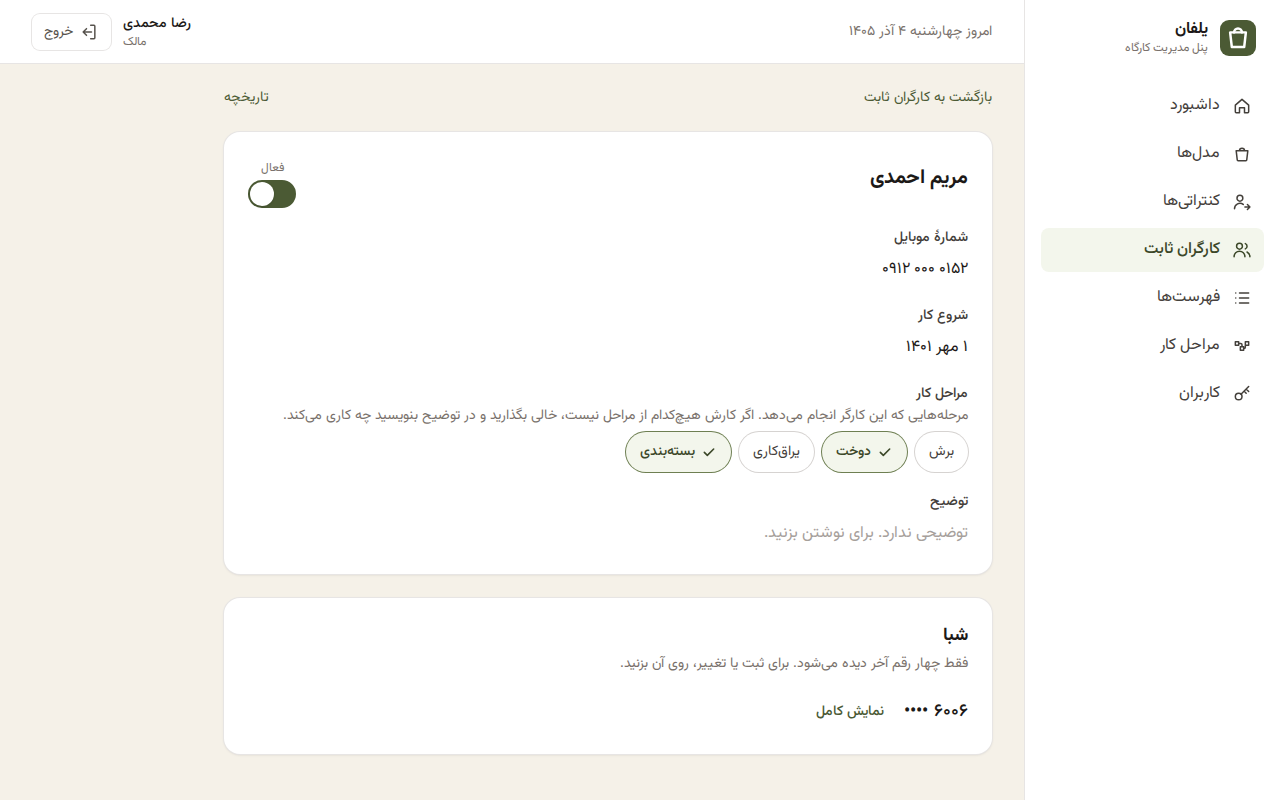 یلفان
پنل مدیریت کارگاه
داشبورد
مدل‌ها
کنتراتی‌ها
کارگران ثابت
فهرست‌ها
مراحل کار
کاربران
امروز چهارشنبه ۴ آذر ۱۴۰۵
رضا محمدی
مالک
خروج
بازگشت به کارگران ثابت
تاریخچه
مریم احمدی
فعال
شمارهٔ موبایل
۰۹۱۲ ۰۰۰ ۰۱۵۲
شروع کار
۱ مهر ۱۴۰۱
مراحل کار
مرحله‌هایی که این کارگر انجام می‌دهد. اگر کارش هیچ‌کدام از مراحل نیست، خالی بگذارید و در توضیح بنویسید چه کاری می‌کند.
برش دوخت یراق‌کاری بسته‌بندی
توضیح
توضیحی ندارد. برای نوشتن بزنید.
شبا
فقط چهار رقم آخر دیده می‌شود. برای ثبت یا تغییر، روی آن بزنید.
•••• ۶۰۰۶ نمایش کامل